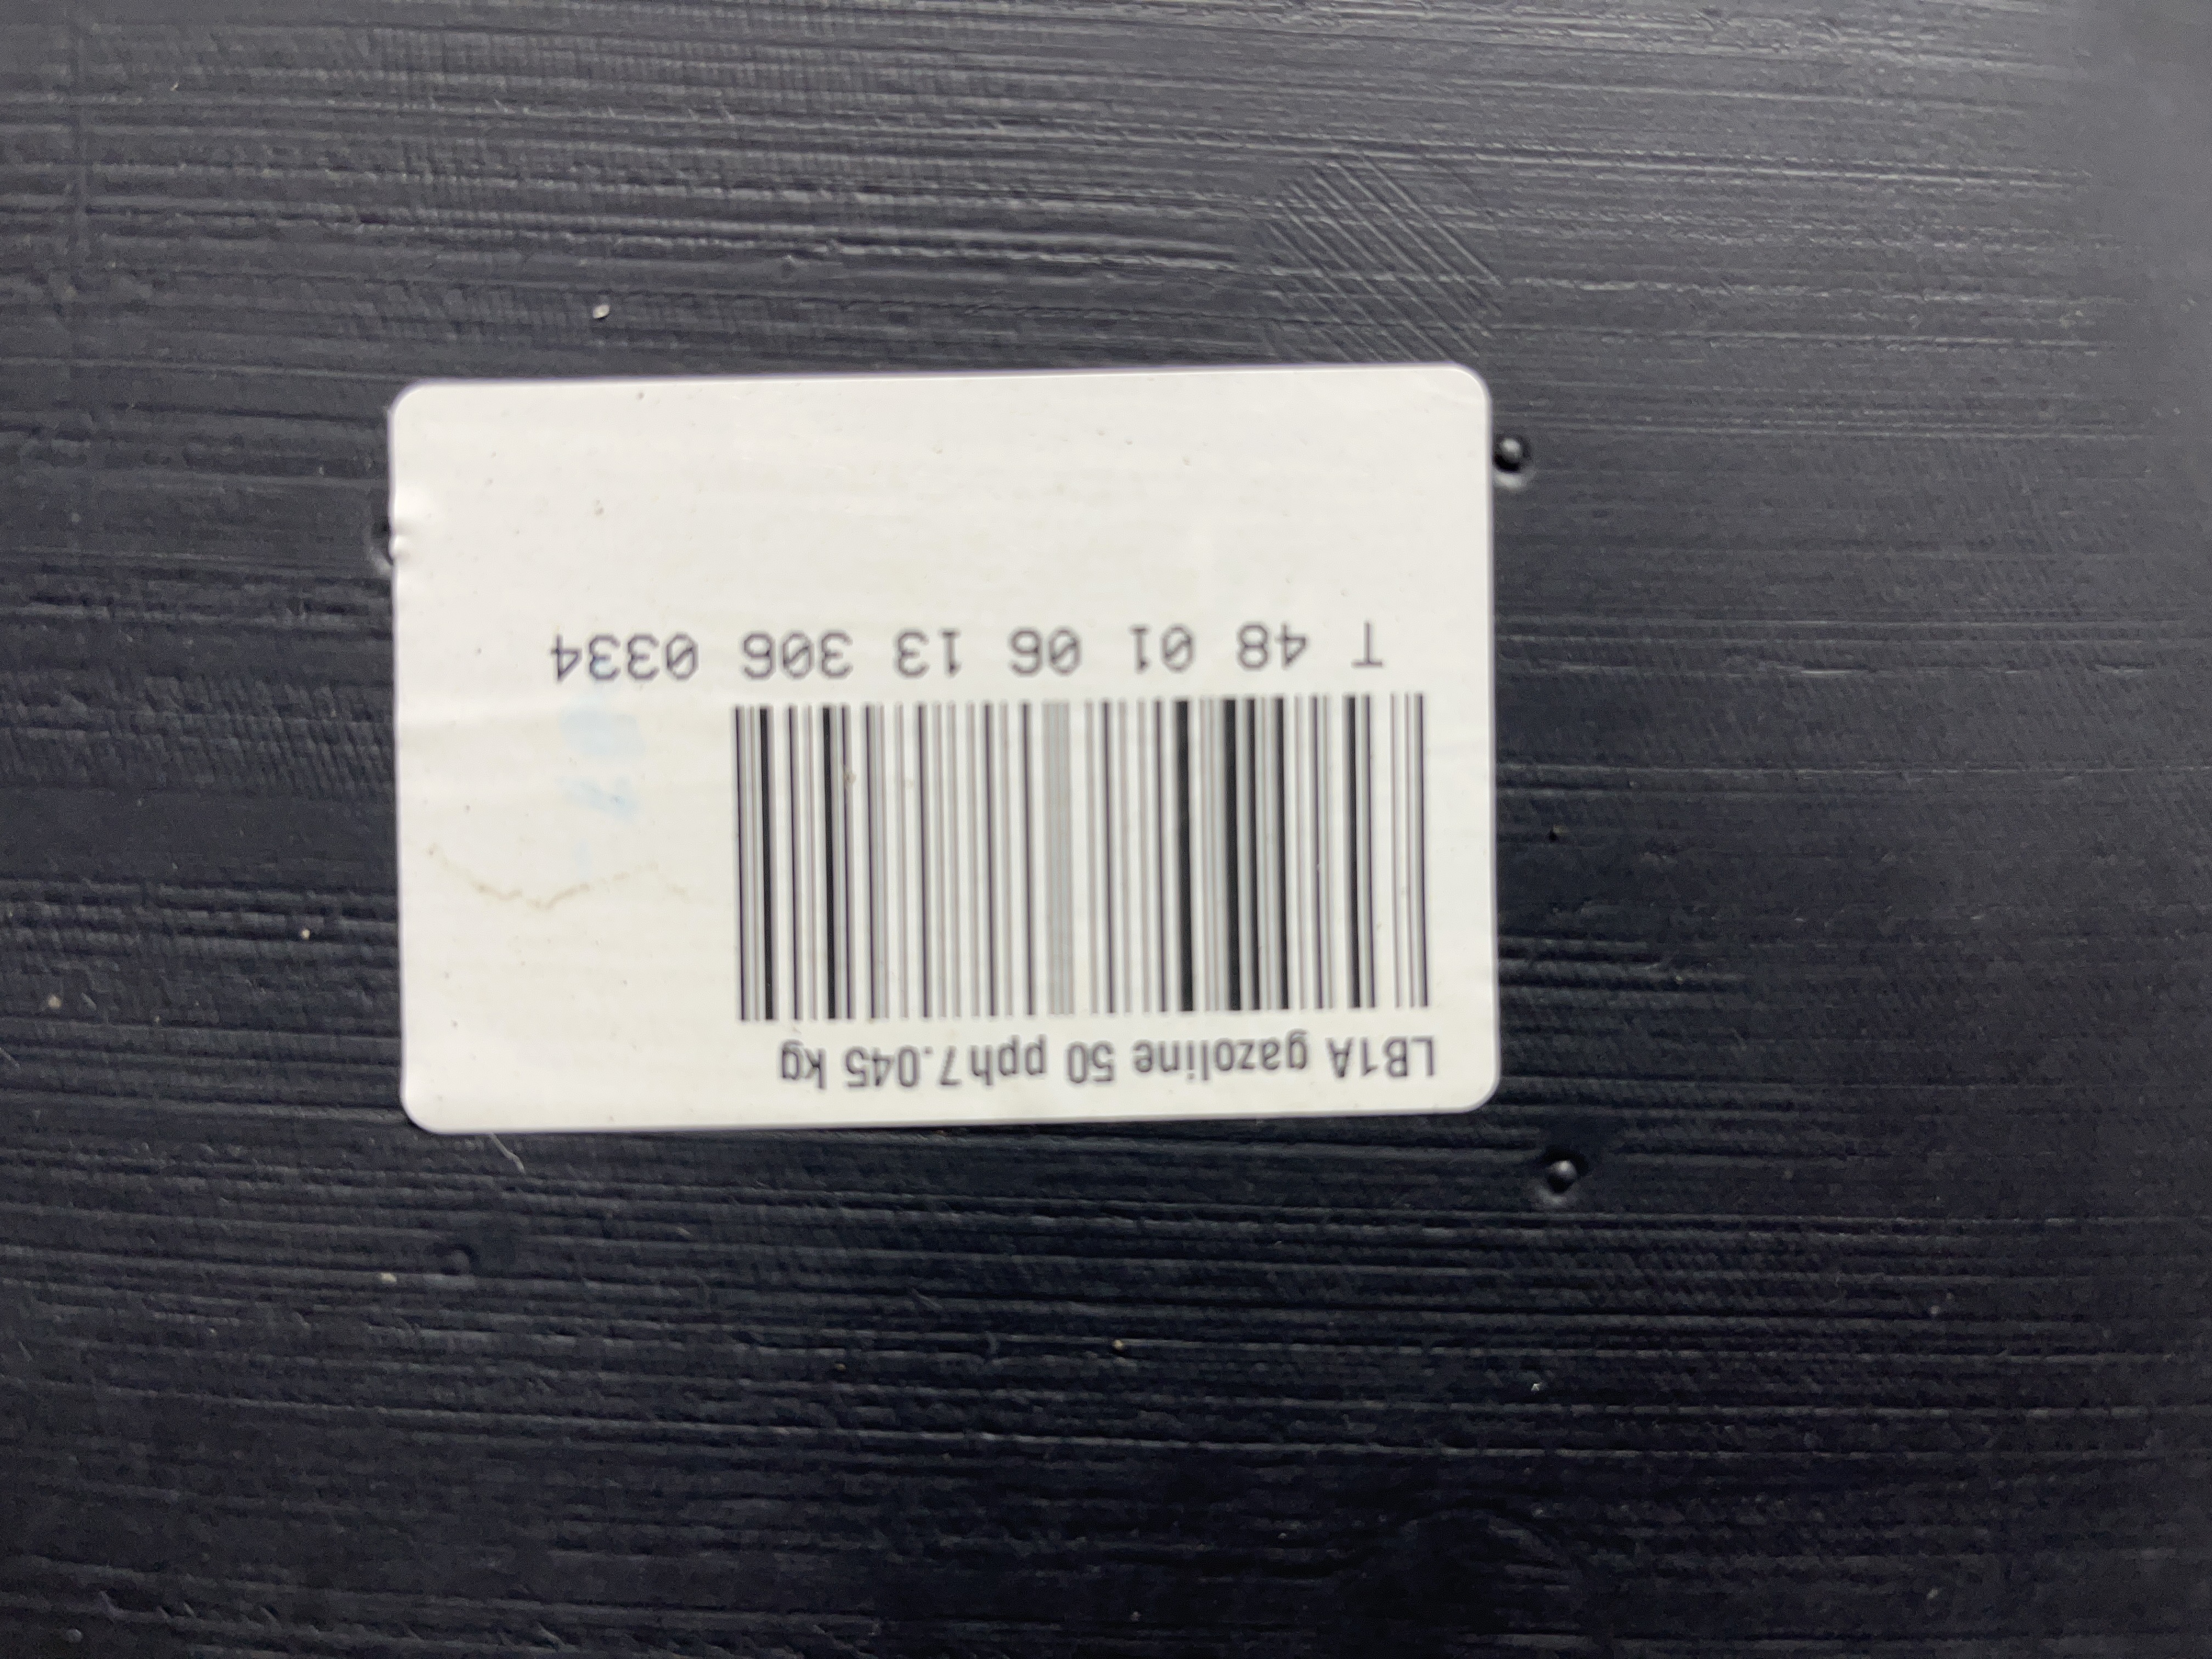 LB1A gazoline 50 pph7.045 kg
T 48 01 06 13 306 0334